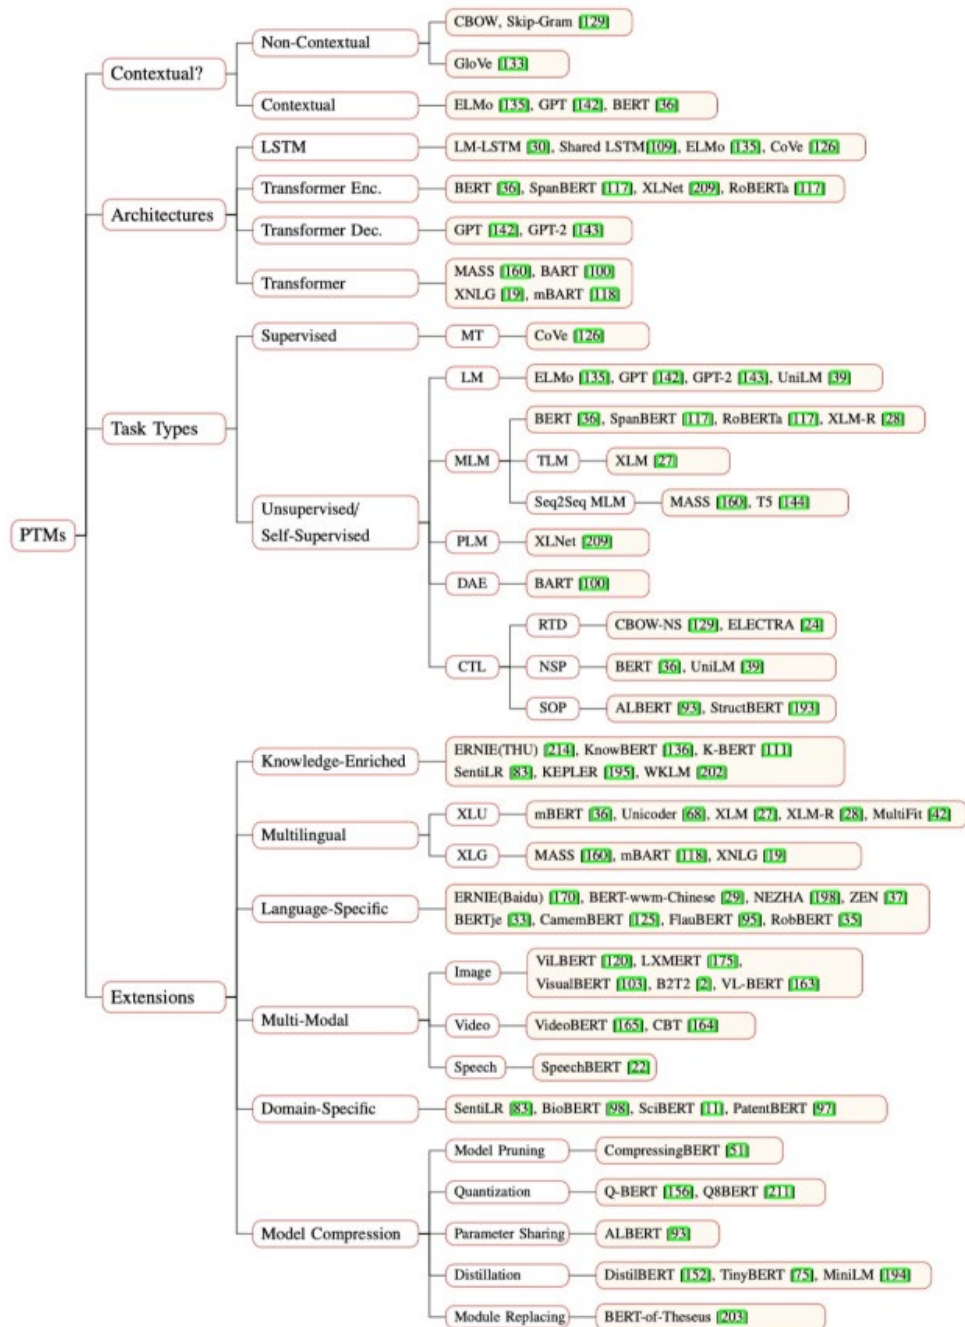 PTMs
Contextual?
Non-Contextual
CBOW, Skip-Gram [129]
GloVe [133]
Contextual
ELMo [135], GPT [142], BERT [36]
Architectures
LSTM
LM-LSTM [30], Shared LSTM[109], ELMo [135], CoVe [126]
Transformer Enc.
BERT [36], SpanBERT [117], XLNet [209], RoBERTa [117]
Transformer Dec.
GPT [142], GPT-2 [143]
Transformer
MASS [160], BART [100]
XNLG [19], mBART [118]
Task Types
Supervised
MT
CoVe [126]
Unsupervised/
Self-Supervised
LM
ELMo [135], GPT [142], GPT-2 [143], UniLM [39]
MLM
BERT [36], SpanBERT [117], RoBERTa [117], XLM-R [28]
TLM
XLM [27]
Seq2Seq MLM
MASS [160], T5 [144]
PLM
XLNet [209]
DAE
BART [100]
CTL
RTD
CBOW-NS [129], ELECTRA [24]
NSP
BERT [36], UniLM [39]
SOP
ALBERT [93], StructBERT [193]
Extensions
Knowledge-Enriched
ERNIE(THU) [214], KnowBERT [136], K-BERT [111]
SentiLR [83], KEPLER [195], WKLM [202]
Multilingual
XLU
mBERT [36], Unicoder [68], XLM [27], XLM-R [28], MultiFit [42]
XLG
MASS [160], mBART [118], XNLG [19]
Language-Specific
ERNIE(Baidu) [170], BERT-wwm-Chinese [29], NEZHA [198], ZEN [37]
BERTje [33], CamemBERT [125], FlauBERT [95], RobBERT [35]
Multi-Modal
Image
ViLBERT [120], LXMERT [175],
VisualBERT [103], B2T2 [2], VL-BERT [163]
Video
VideoBERT [165], CBT [164]
Speech
SpeechBERT [22]
Domain-Specific
SentiLR [83], BioBERT [98], SciBERT [11], PatentBERT [97]
Model Compression
Model Pruning
CompressingBERT [51]
Quantization
Q-BERT [156], Q8BERT [211]
Parameter Sharing
ALBERT [93]
Distillation
DistilBERT [152], TinyBERT [75], MiniLM [194]
Module Replacing
BERT-of-Theseus [203]